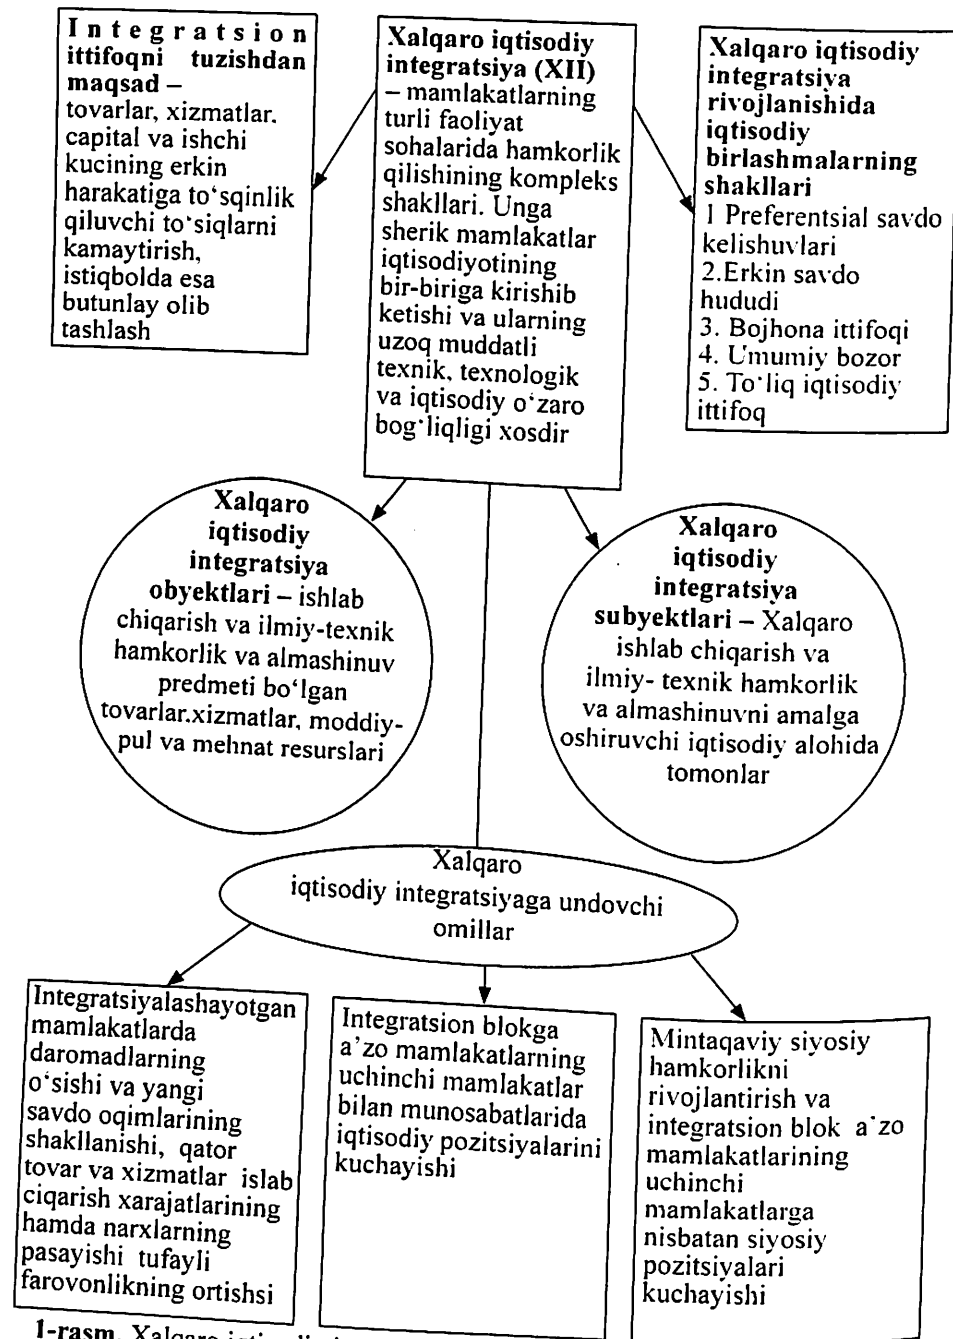 Integratsion
ittifoqni tuzishdan
maqsad –
tovarlar, xizmatlar.
capital va ishchi
kucining erkin
harakatiga to‘sqinlik
qiluvchi to‘siqlarni
kamaytirish,
istiqbolda esa
butunlay olib
tashlash
Xalqaro iqtisodiy
integratsiya (XII)
– mamlakatlarning
turli faoliyat
sohalarida hamkorlik
qilishining kompleks
shakllari. Unga
sherik mamlakatlar
iqtisodiyotining
bir-biriga kirishib
ketishi va ularning
uzoq muddatli
texnik, texnologik
va iqtisodiy o‘zaro
bog‘liqligi xosdir
Xalqaro iqtisodiy
integratsiya
rivojlanishida
iqtisodiy
birlashmalarning
shakllari
1 Preferentsial savdo
kelishuvlari
2.Erkin savdo
hududi
3. Bojhona ittifoqi
4. Umumiy bozor
5. To‘liq iqtisodiy
ittifoq
Xalqaro
iqtisodiy
integratsiya
obyektlari – ishlab
chiqarish va ilmiy-texnik
hamkorlik va almashinuv
predmeti bo‘lgan
tovarlar.xizmatlar, moddiy-
pul va mehnat resurslari
Xalqaro
iqtisodiy
integratsiya
subyektlari – Xalqaro
ishlab chiqarish va
ilmiy- texnik hamkorlik
va almashinuvni amalga
oshiruvchi iqtisodiy alohida
tomonlar
Xalqaro
iqtisodiy integratsiyaga undovchi
omillar
Integratsiyalashayotgan
mamlakatlarda
daromadlarning
o‘sishi va yangi
savdo oqimlarining
shakllanishi, qator
tovar va xizmatlar islab
ciqarish xarajatlarining
hamda narxlarning
pasayishi tufayli
farovonlikning ortishsi
Integratsion blokga
a’zo mamlakatlarning
uchinchi mamlakatlar
bilan munosabatlarida
iqtisodiy pozitsiyalarini
kuchayishi
Mintaqaviy siyosiy
hamkorlikni
rivojlantirish va
integratsion blok a’zo
mamlakatlarining
uchinchi
mamlakatlarga
nisbatan siyosiy
pozitsiyalari
kuchayishi
1-rasm. Xalqaro